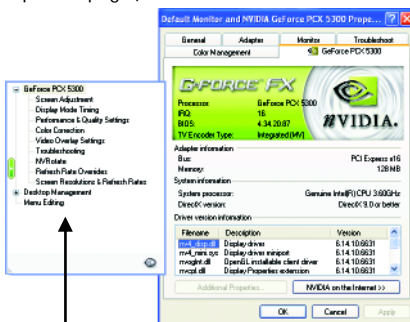 Default Monitor and NVIDIA GeForce PCX 5300 Prope...
General Adapter Monitor Troubleshoot
Color Management GeForce PCX 5300
GeForce PCX 5300
Screen Adjustment
Display Mode Timing
Performance & Quality Settings
Color Correction
Video Overlay Settings
Troubleshooting
NVRotate
Refresh Rate Overrides
Screen Resolutions & Refresh Rates
Desktop Management
Menu Editing
GEFORCE FX
Processor: GeForce PCX 5300
IRQ: 16
BIOS: 4.34.20.87
TV Encoder Type: Integrated (MV)
NVIDIA.
Adapter information
Bus: PCI Express x16
Memory: 128 MB
System information
System processor: Genuine Intel(R) CPU 3.60GHz
DirectX version: DirectX 9.0 or better
Driver version information
Filename Description Version
nv4_disp.dll Display driver 6.14.10.6631
nv4_mini.sys Display driver miniport 6.14.10.6631
nvoglnt.dll OpenGL installable client driver 6.14.10.6631
nvcpl.dll Display Properties extension 6.14.10.6631
Additional Properties... NVIDIA on the Internet >>
OK Cancel Apply